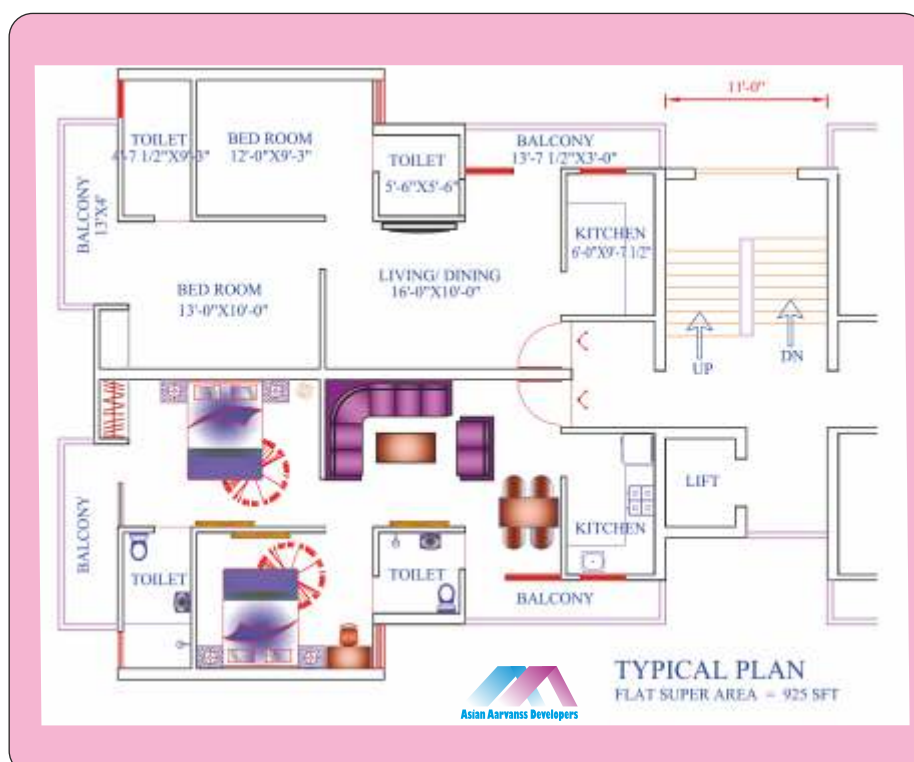 11'-0"
TOILET
4'-7 1/2"X9'-3"
BED ROOM
12'-0"X9'-3"
TOILET
5'-6"X5'-6"
BALCONY
13'-7 1/2"X3'-0"
BALCONY
13'X4'
KITCHEN
6'-0"X9'-7 1/2"
BED ROOM
13'-0"X10'-0"
LIVING/ DINING
16'-0"X10'-0"
UP
DN
LIFT
BALCONY
TOILET
TOILET
KITCHEN
BALCONY
TYPICAL PLAN
FLAT SUPER AREA = 925 SFT
Asian Aarvanss Developers